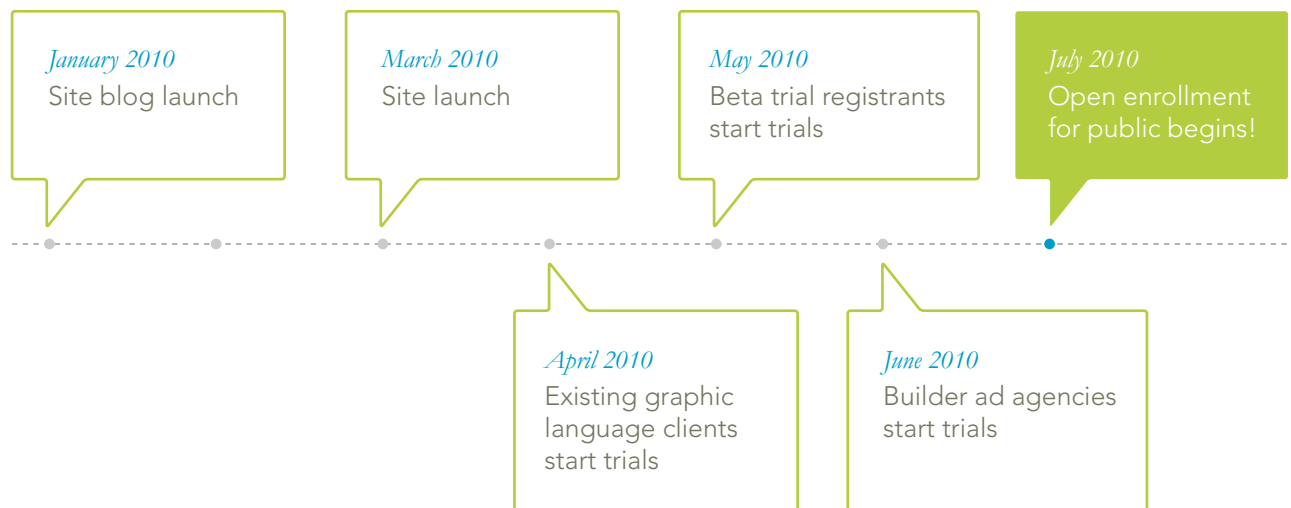 January 2010
Site blog launch
March 2010
Site launch
May 2010
Beta trial registrants
start trials
July 2010
Open enrollment
for public begins!
April 2010
Existing graphic
language clients
start trials
June 2010
Builder ad agencies
start trials